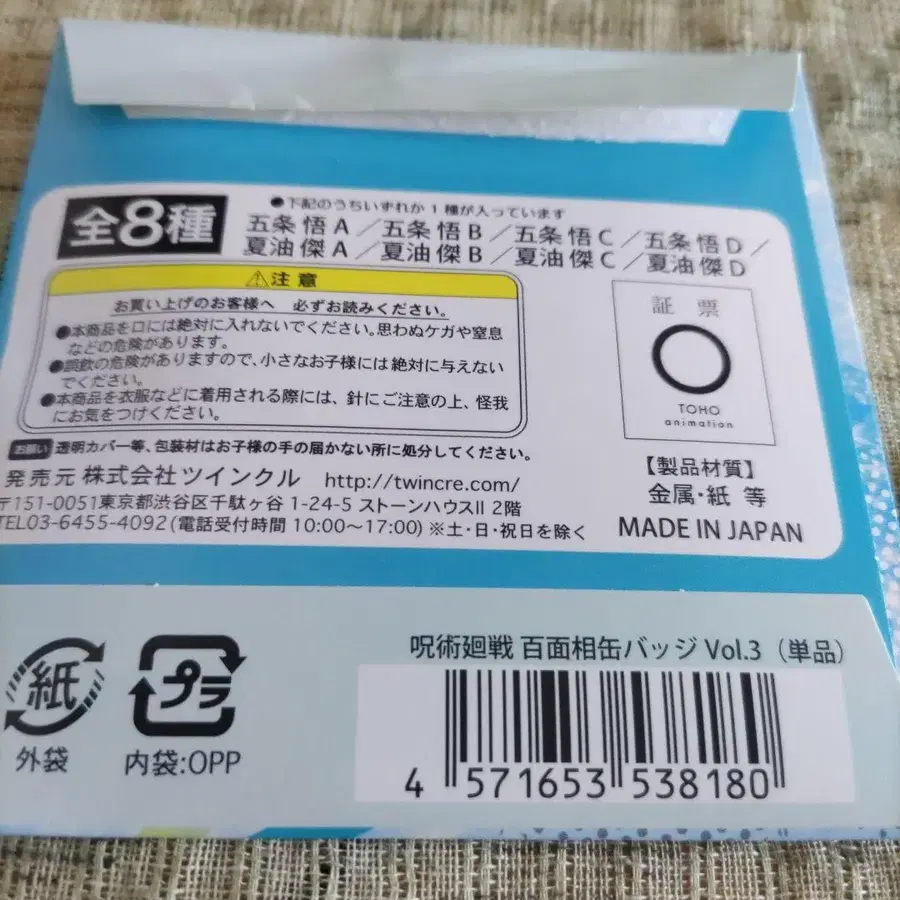 全8種
●下記のうちいずれか1種が入っています
五条 悟 A ／五条 悟 B ／五条 悟 C ／五条 悟 D ／
夏油 傑 A ／夏油 傑 B ／夏油 傑 C ／夏油 傑 D
⚠注意
お買い上げのお客様へ 必ずお読みください。
●本商品を口には絶対に入れないでください。思わぬケガや窒息
などの危険があります。
●誤飲の危険がありますので、小さなお子様には絶対に与えない
でください。
●本商品を衣服などに着用される際には、針にご注意の上、怪我
にお気をつけください。
お願い 透明カバー等、包装材はお子様の手の届かない所に処分してください。
発売元 株式会社ツインクル http://twincre.com/
〒151-0051東京都渋谷区千駄ヶ谷 1-24-5 ストーンハウスⅡ 2階
TEL03-6455-4092(電話受付時間 10:00〜17:00) ※土・日・祝日を除く
証票
TOHO
animation
【製品材質】
金属・紙 等
MADE IN JAPAN
紙
外袋
プラ
内袋:OPP
呪術廻戦 百面相缶バッジ Vol.3（単品）
4 571653 538180